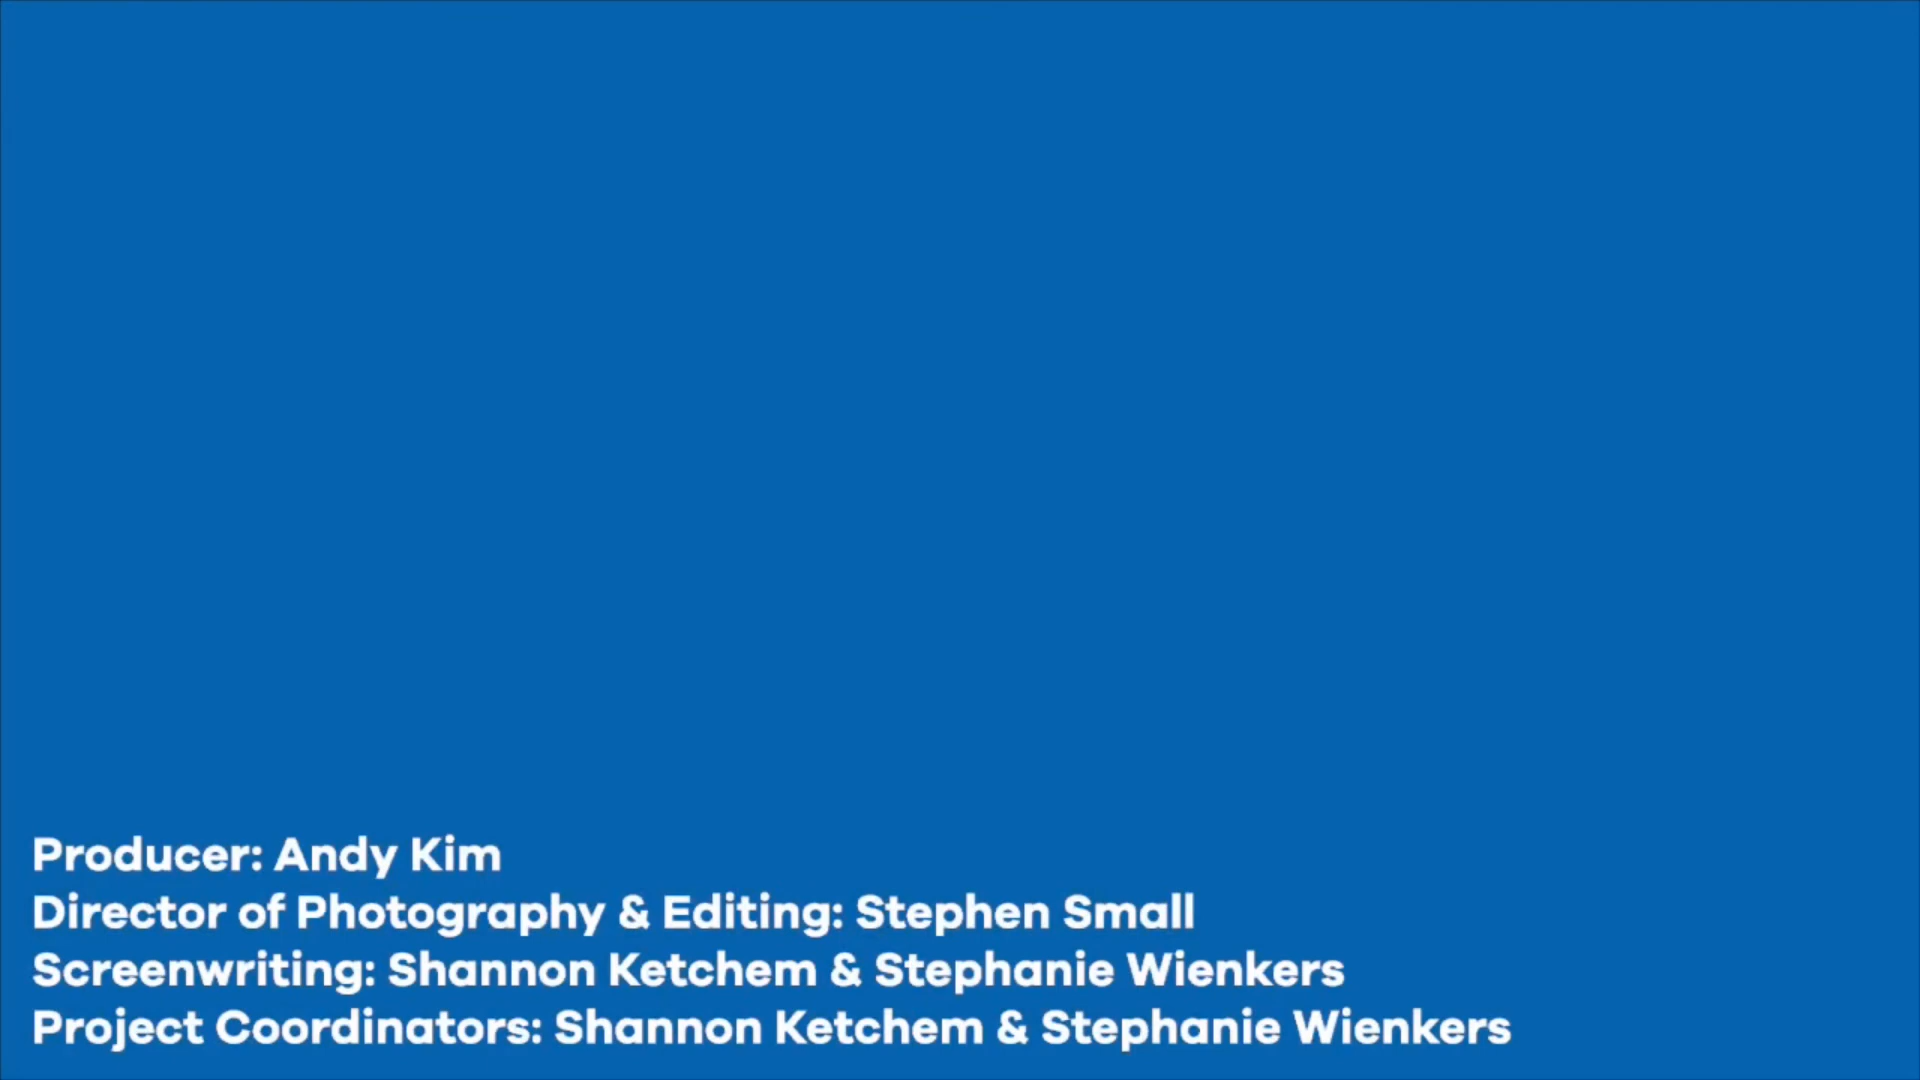 Producer: Andy Kim
Director of Photography & Editing: Stephen Small
Screenwriting: Shannon Ketchem & Stephanie Wienkers
Project Coordinators: Shannon Ketchem & Stephanie Wienkers